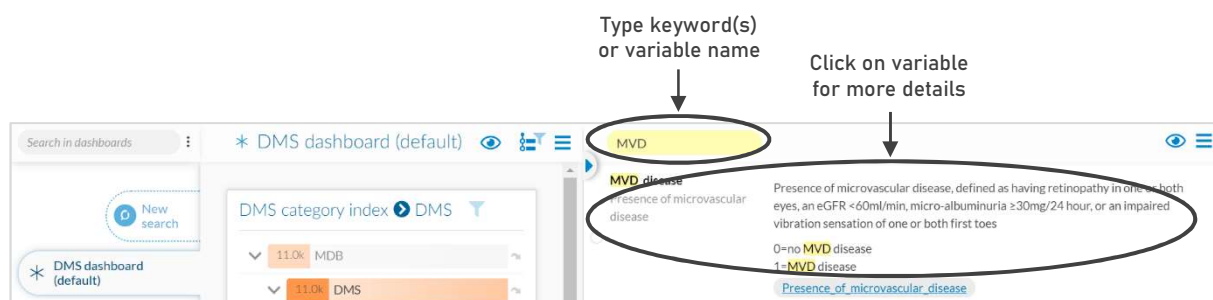 Type keyword(s)
or variable name
Click on variable
for more details
Search in dashboards
DMS dashboard (default)
MVD
New
search
DMS dashboard
(default)
DMS category index DMS
11.0k MDB
11.0k DMS
MVD disease
Presence of microvascular
disease
Presence of microvascular disease, defined as having retinopathy in one or both
eyes, an eGFR <60ml/min, micro-albuminuria ≥30mg/24 hour, or an impaired
vibration sensation of one or both first toes
0=no MVD disease
1=MVD disease
Presence_of_microvascular_disease